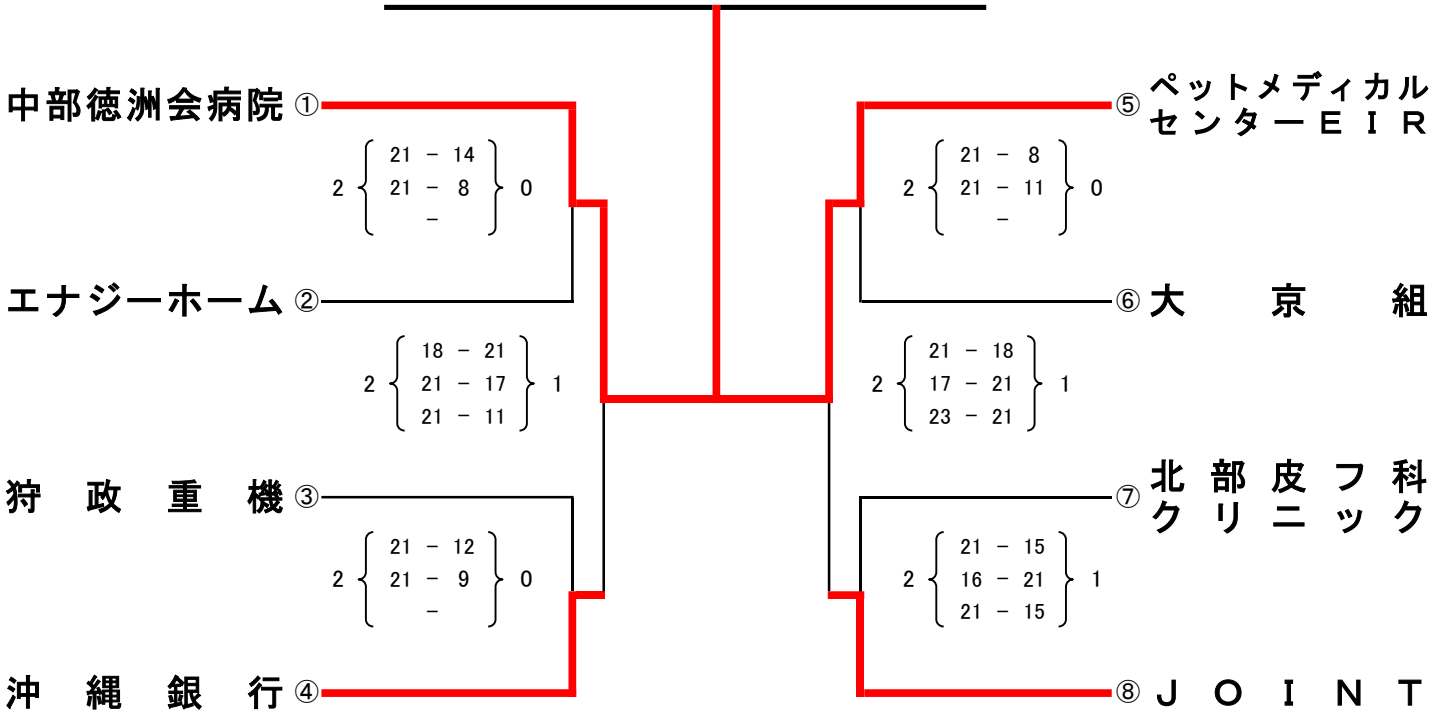 中部徳洲会病院 ①
21 - 14
2 21 - 8 0
-
エナジーホーム ②
18 - 21
2 21 - 17 1
21 - 11
狩政重機 ③
21 - 12
2 21 - 9 0
-
沖縄銀行 ④
⑤ ペットメディカル
センターEIR
21 - 8
2 21 - 11 0
-
⑥ 大京組
21 - 18
2 17 - 21 1
23 - 21
⑦ 北部皮フ科
クリニック
21 - 15
2 16 - 21 1
21 - 15
⑧ JOINT